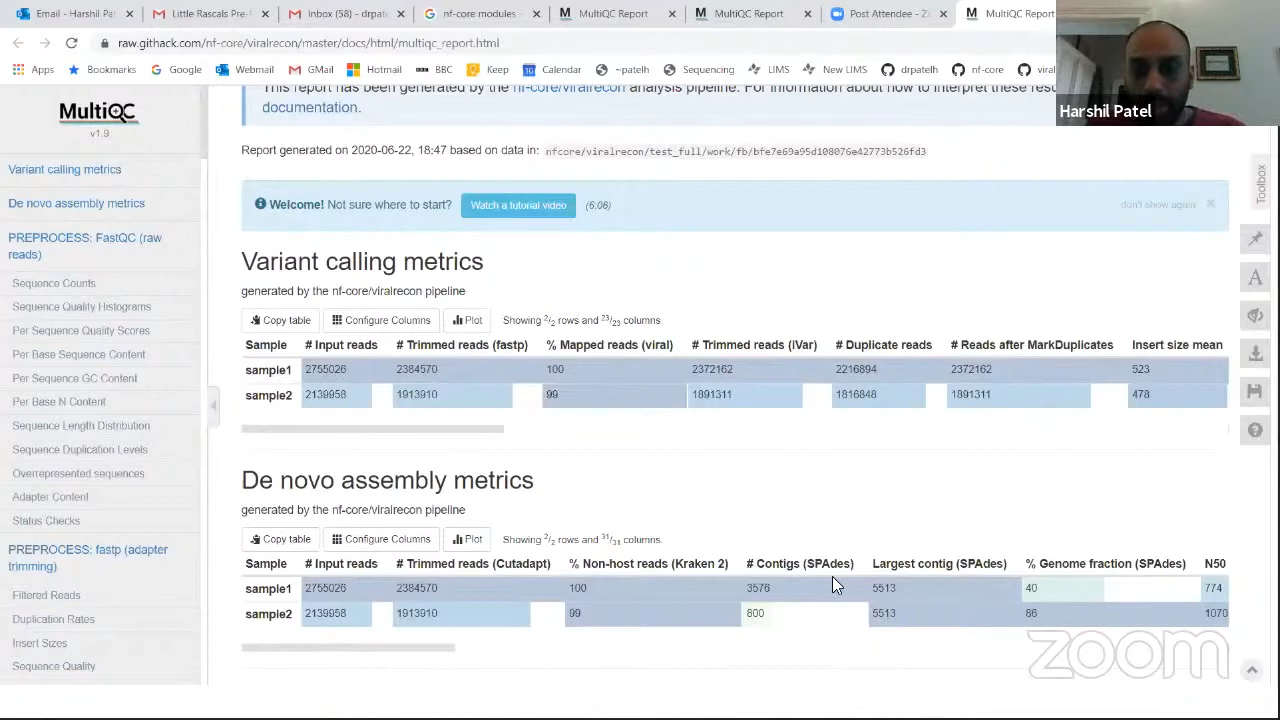 Email - Harshil Par
Little Rascals Pre-
Inbox (58) - drpate
nf-core modules -
MultiQC Report
MultiQC Report
Post Attendee - Z
MultiQC Report
raw.githack.com/nf-core/viralrecon/master/docs/html/multiqc_report.html
Apps
Bookmarks
Google
Webmail
GMail
Hotmail
BBC
Keep
Calendar
~patelh
Sequencing
LIMS
New LIMS
drpatelh
nf-core
viral
Harshil Patel
MultiQC
v1.9
Variant calling metrics
De novo assembly metrics
PREPROCESS: FastQC (raw
reads)
Sequence Counts
Sequence Quality Histograms
Per Sequence Quality Scores
Per Base Sequence Content
Per Sequence GC Content
Per Base N Content
Sequence Length Distribution
Sequence Duplication Levels
Overrepresented sequences
Adapter Content
Status Checks
PREPROCESS: fastp (adapter
trimming)
Filtered Reads
Duplication Rates
Insert Sizes
Sequence Quality
This report has been generated by the nf-core/viralrecon analysis pipeline. For information about how to interpret these resu
documentation.
Report generated on 2020-06-22, 18:47 based on data in: nfcore/viralrecon/test_full/work/fb/bfe7e69a95d108076e42773b526fd3
Welcome! Not sure where to start? Watch a tutorial video (6:06) don't show again
Variant calling metrics
generated by the nf-core/viralrecon pipeline
Copy table Configure Columns Plot Showing 2/2 rows and 23/23 columns.
Sample # Input reads # Trimmed reads (fastp) % Mapped reads (viral) # Trimmed reads (iVar) # Duplicate reads # Reads after MarkDuplicates Insert size mean
sample1 2755026 2384570 100 2372162 2216894 2372162 523
sample2 2139958 1913910 99 1891311 1816848 1891311 478
De novo assembly metrics
generated by the nf-core/viralrecon pipeline
Copy table Configure Columns Plot Showing 2/2 rows and 31/31 columns.
Sample # Input reads # Trimmed reads (Cutadapt) % Non-host reads (Kraken 2) # Contigs (SPAdes) Largest contig (SPAdes) % Genome fraction (SPAdes) N50
sample1 2755026 2384570 100 3576 5513 40 774
sample2 2139958 1913910 99 800 5513 86 1070
Toolbox
zoom